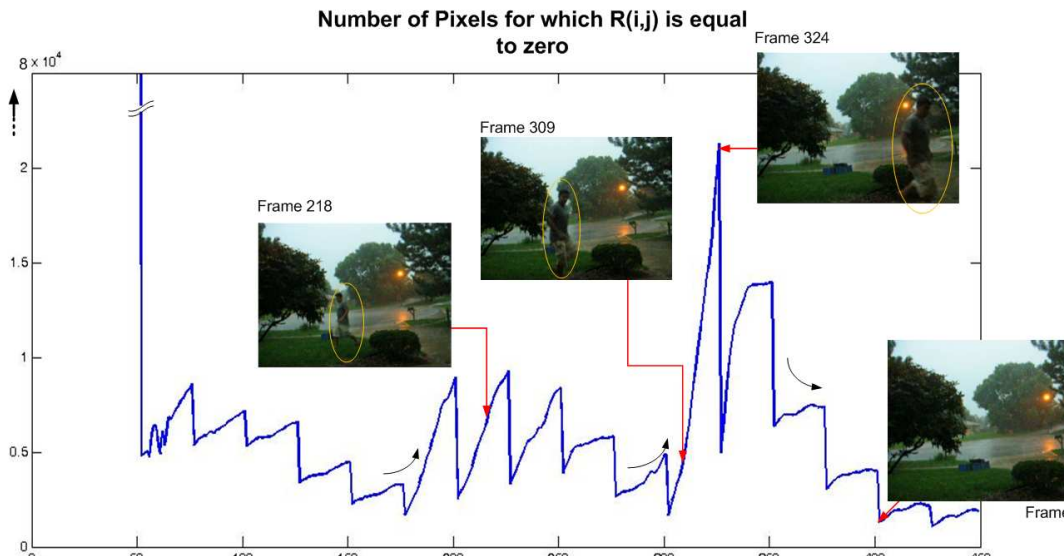 Number of Pixels for which R(i,j) is equal
to zero
Frame 324
8 × 10⁴
Frame 309
2
Frame 218
1.5
1
0.5
Frame
0